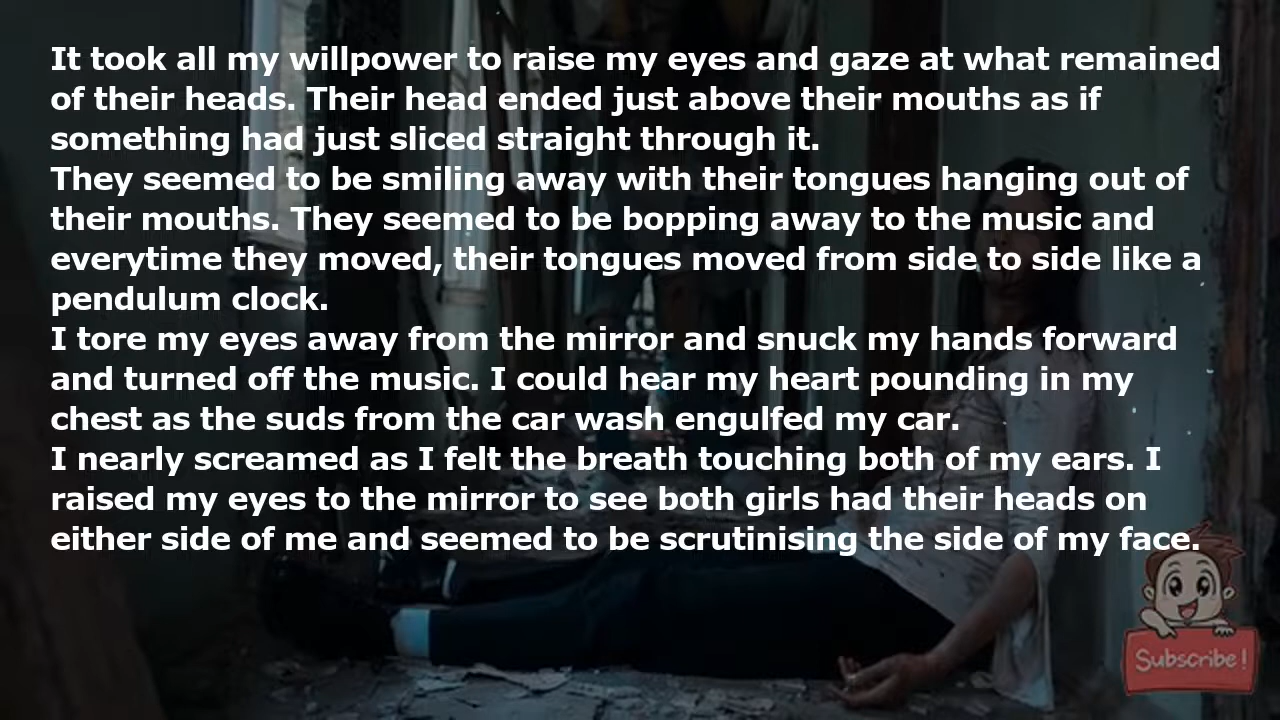 It took all my willpower to raise my eyes and gaze at what remained
of their heads. Their head ended just above their mouths as if
something had just sliced straight through it.
They seemed to be smiling away with their tongues hanging out of
their mouths. They seemed to be bopping away to the music and
everytime they moved, their tongues moved from side to side like a
pendulum clock.
I tore my eyes away from the mirror and snuck my hands forward
and turned off the music. I could hear my heart pounding in my
chest as the suds from the car wash engulfed my car.
I nearly screamed as I felt the breath touching both of my ears. I
raised my eyes to the mirror to see both girls had their heads on
either side of me and seemed to be scrutinising the side of my face.
Subscribe!